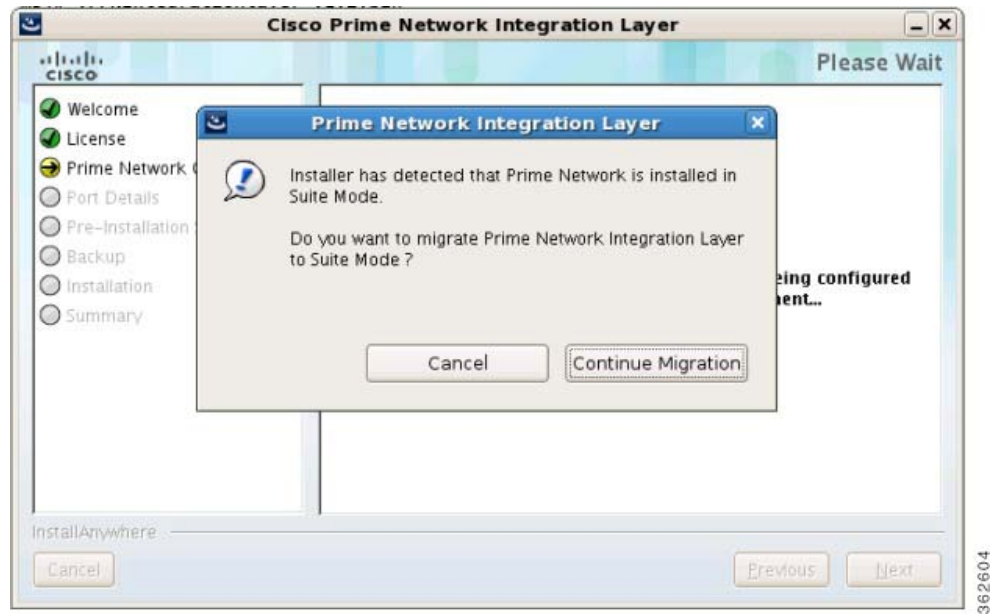 Cisco Prime Network Integration Layer
CISCO
Please Wait
Welcome
License
Prime Network
Port Details
Pre-Installation
Backup
Installation
Summary
Prime Network Integration Layer
Installer has detected that Prime Network is installed in
Suite Mode.
Do you want to migrate Prime Network Integration Layer
to Suite Mode ?
Cancel
Continue Migration
being configured
InstallAnywhere
Cancel
Previous
Next
362604